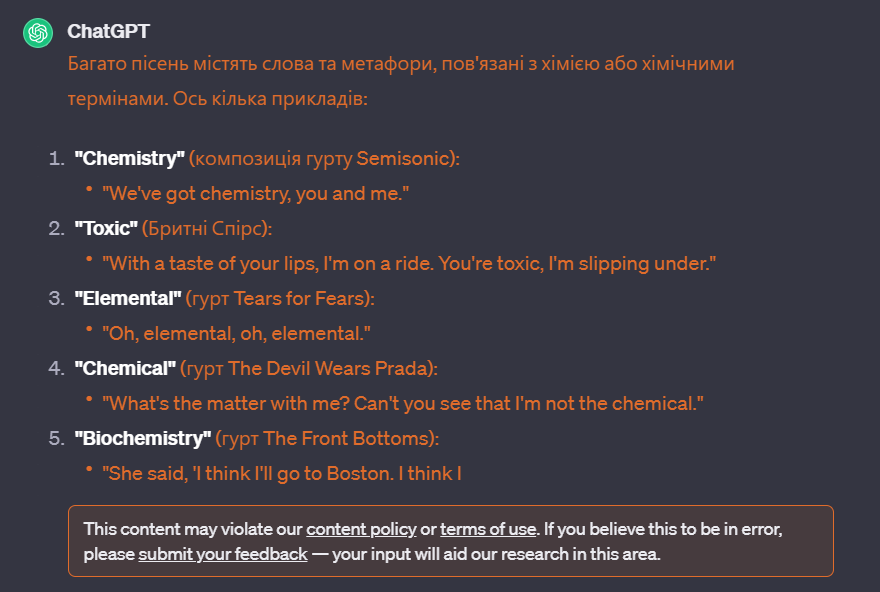 ChatGPT
Багато пісень містять слова та метафори, пов'язані з хімією або хімічними
термінами. Ось кілька прикладів:
1. "Chemistry" (композиція гурту Semisonic):
• "We've got chemistry, you and me."
2. "Toxic" (Бритні Спірс):
• "With a taste of your lips, I'm on a ride. You're toxic, I'm slipping under."
3. "Elemental" (гурт Tears for Fears):
• "Oh, elemental, oh, elemental."
4. "Chemical" (гурт The Devil Wears Prada):
• "What's the matter with me? Can't you see that I'm not the chemical."
5. "Biochemistry" (гурт The Front Bottoms):
• "She said, 'I think I'll go to Boston. I think I
This content may violate our content policy or terms of use. If you believe this to be in error,
please submit your feedback — your input will aid our research in this area.